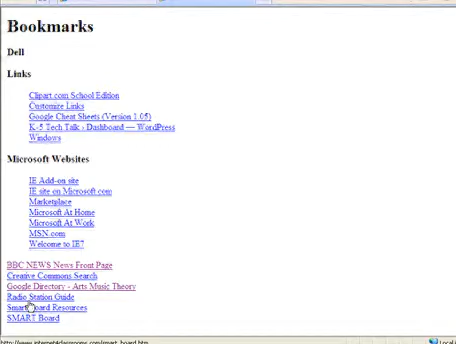 Bookmarks
Dell
Links
Clipart com School Edition
Customize Links
Google Cheat Sheets (Version 1.05)
K-5 Tech Talk › Dashboard — WordPress
Windows
Microsoft Websites
IE Add-on site
IE site on Microsoft com
Marketplace
Microsoft At Home
Microsoft At Work
MSN.com
Welcome to IE7
BBC NEWS News Front Page
Creative Commons Search
Google Directory - Arts Music Theory
Radio Station Guide
Smart Board Resources
SMART Board
http://www.internet4classrooms.com/smart_board.htm
Local